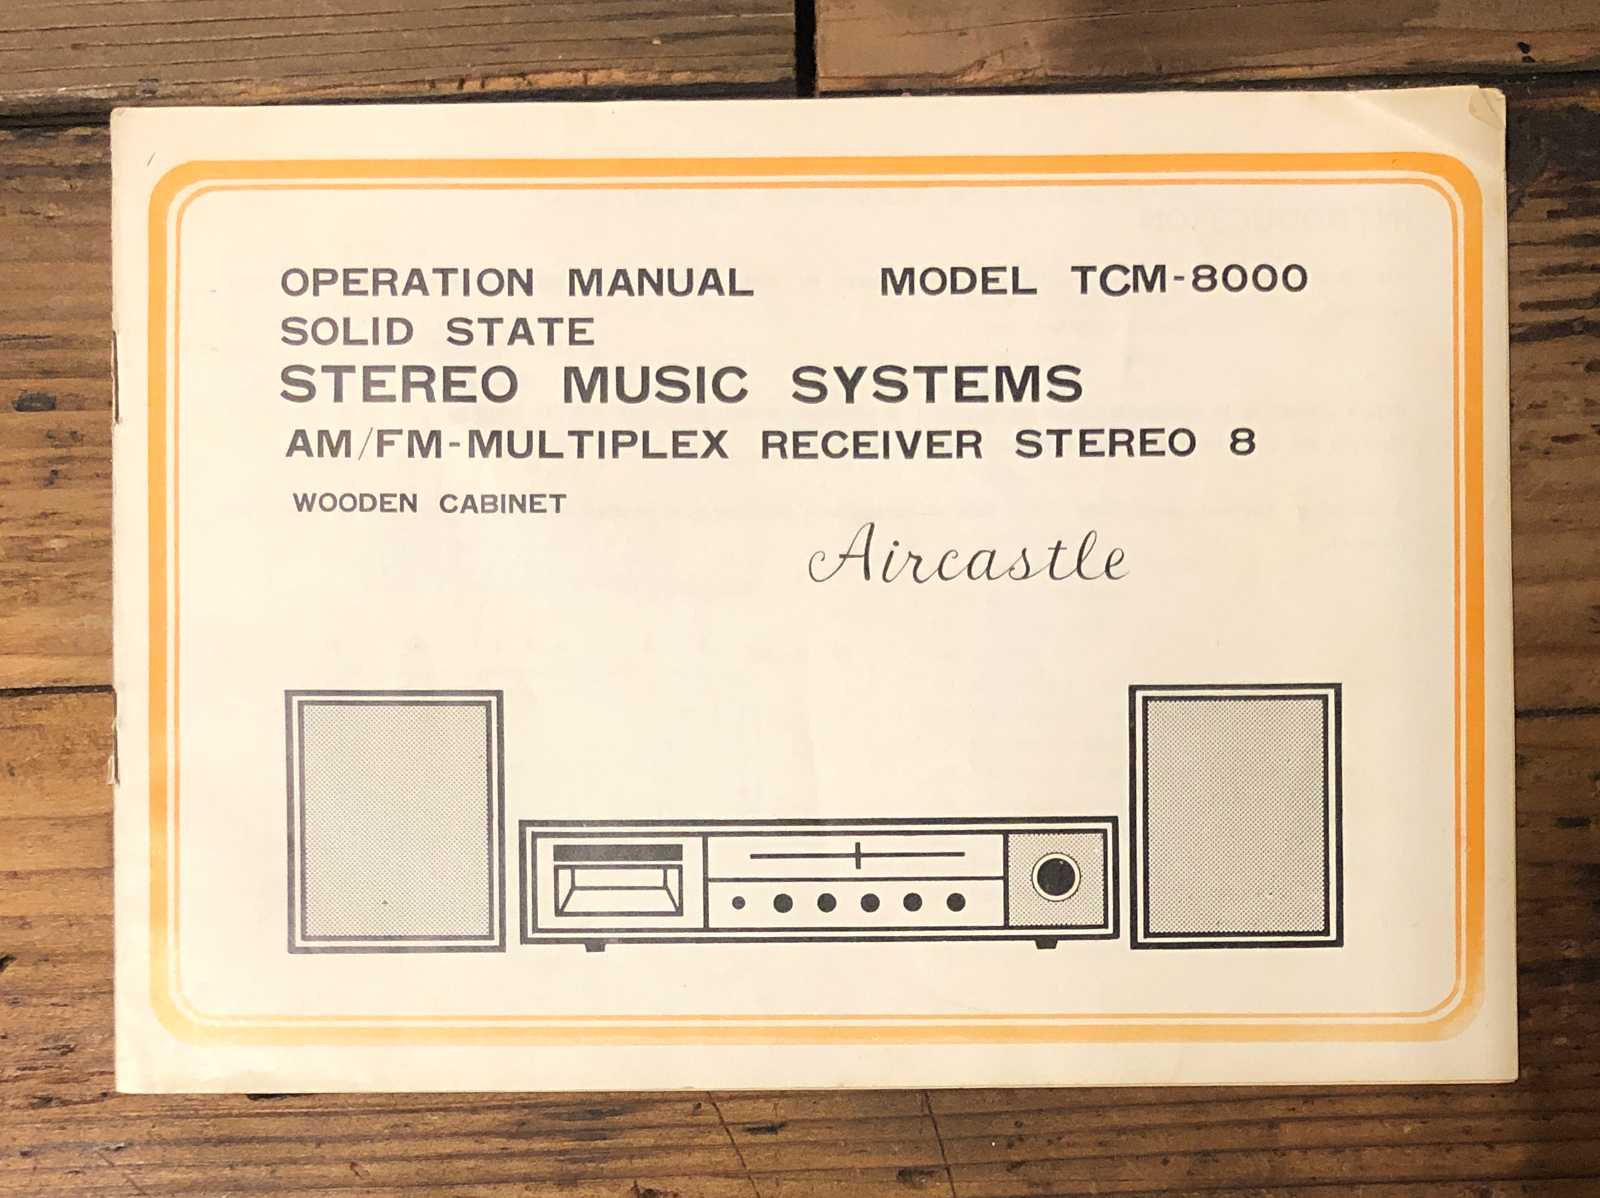 OPERATION MANUAL MODEL TCM-8000
SOLID STATE
STEREO MUSIC SYSTEMS
AM/FM-MULTIPLEX RECEIVER STEREO 8
WOODEN CABINET
Aircastle
INTRODUCTION